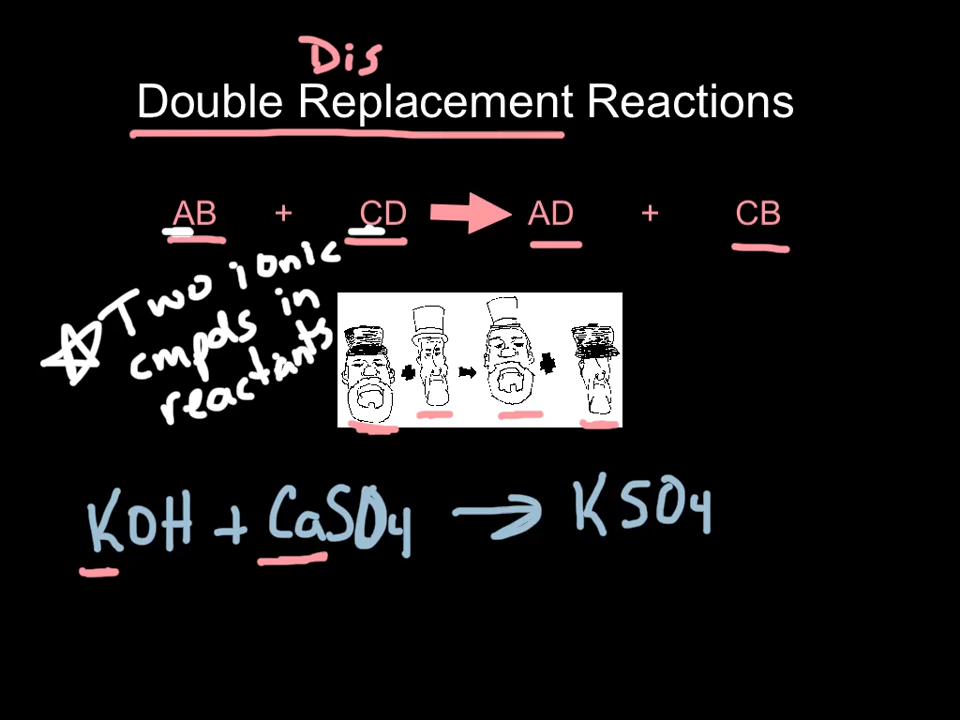 Dis
Double Replacement Reactions
AB + CD AD + CB
Two ionic
cmpds in
reactants
KOH + CaSO4 → KSO4